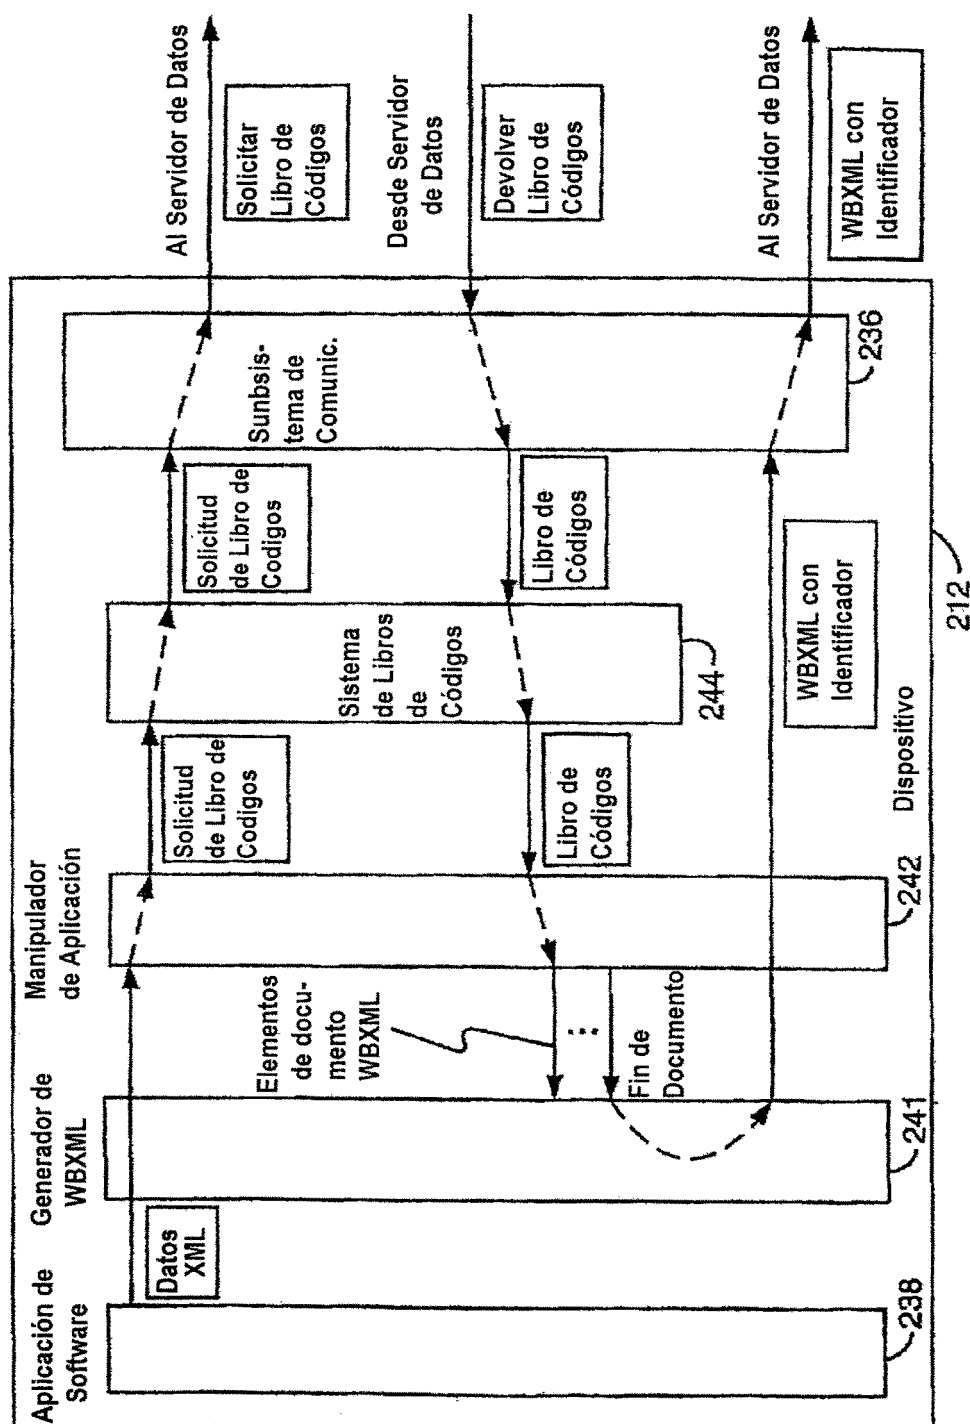 Aplicación de
Software
Generador de
WBXML
Manipulador
de Aplicación
Datos
XML
Solicitud
de Libro de
Codigos
Sistema
de Libros
de
Códigos
Solicitud
de Libro de
Codigos
Sunbsis-
tema de
Comunic.
Al Servidor de Datos
Solicitar
Libro de
Códigos
Desde Servidor
de Datos
Devolver
Libro de
Códigos
Libro de
Códigos
Libro de
Códigos
Elementos
de docu-
mento
WBXML
Fin de
Documento
WBXML con
Identificador
Al Servidor de Datos
WBXML con
Identificador
238
241
242
244
236
Dispositivo
212